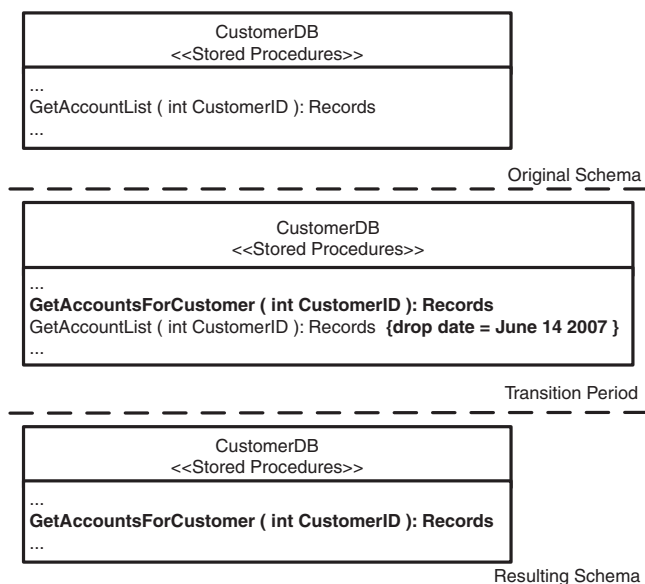 CustomerDB
<<Stored Procedures>>
...
GetAccountList ( int CustomerID ): Records
...
Original Schema
CustomerDB
<<Stored Procedures>>
...
GetAccountsForCustomer ( int CustomerID ): Records
GetAccountList ( int CustomerID ): Records {drop date = June 14 2007 }
...
Transition Period
CustomerDB
<<Stored Procedures>>
...
GetAccountsForCustomer ( int CustomerID ): Records
...
Resulting Schema